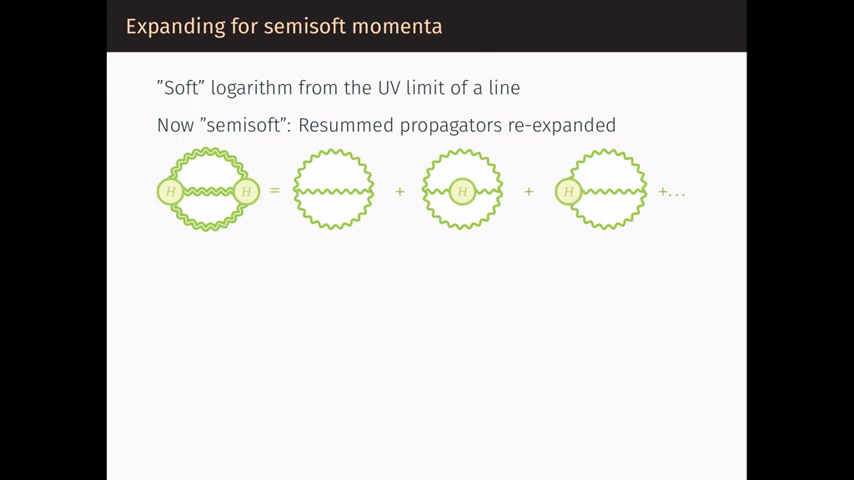 Expanding for semisoft momenta
”Soft” logarithm from the UV limit of a line
Now ”semisoft”: Resummed propagators re-expanded
H H = + H + H +...